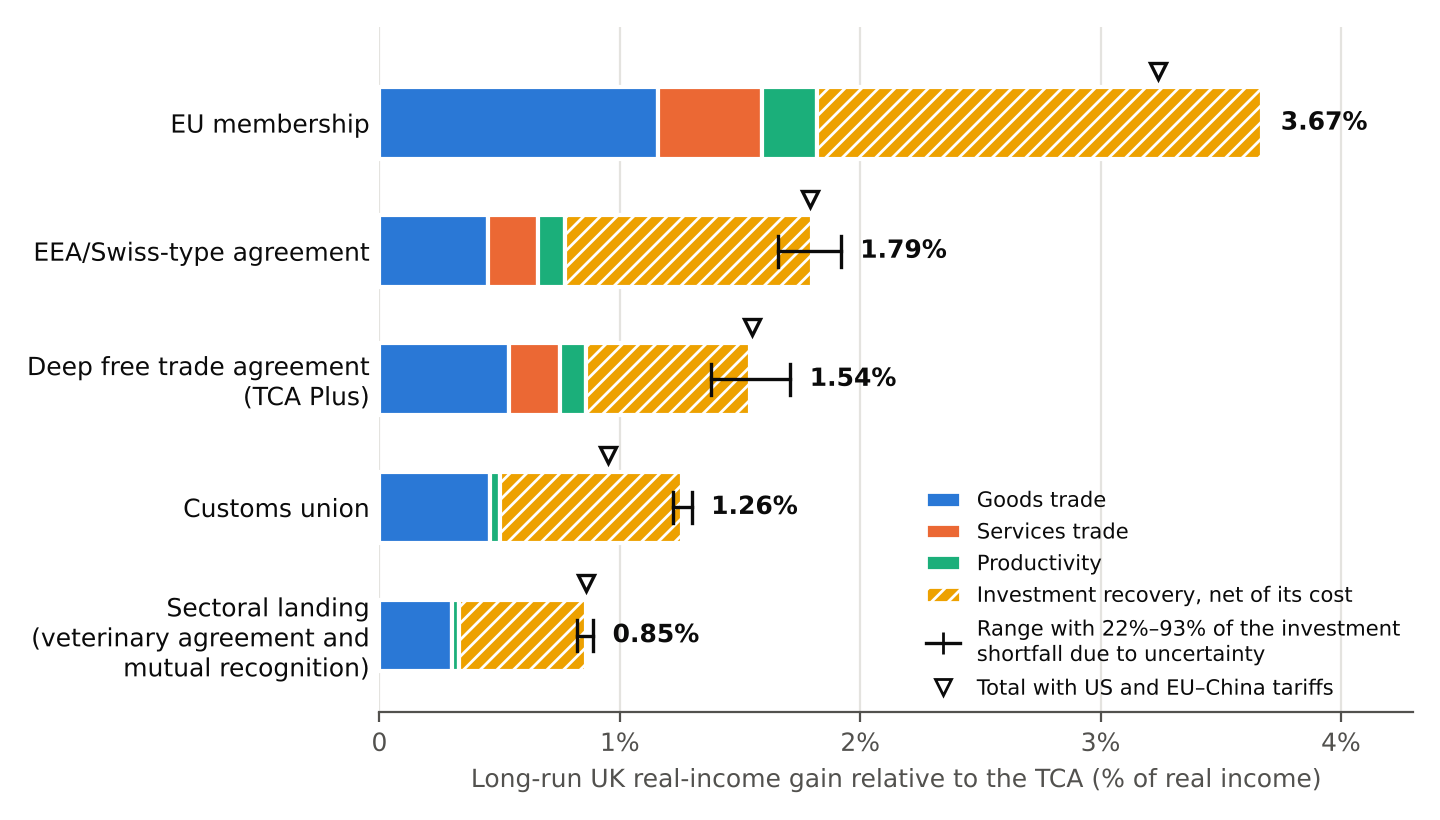 EU membership
3.67%
EEA/Swiss-type agreement
1.79%
Deep free trade agreement
(TCA Plus)
1.54%
Customs union
1.26%
Sectoral landing
(veterinary agreement and
mutual recognition)
0.85%
Goods trade
Services trade
Productivity
Investment recovery, net of its cost
Range with 22%–93% of the investment
shortfall due to uncertainty
Total with US and EU–China tariffs
0
1%
2%
3%
4%
Long-run UK real-income gain relative to the TCA (% of real income)